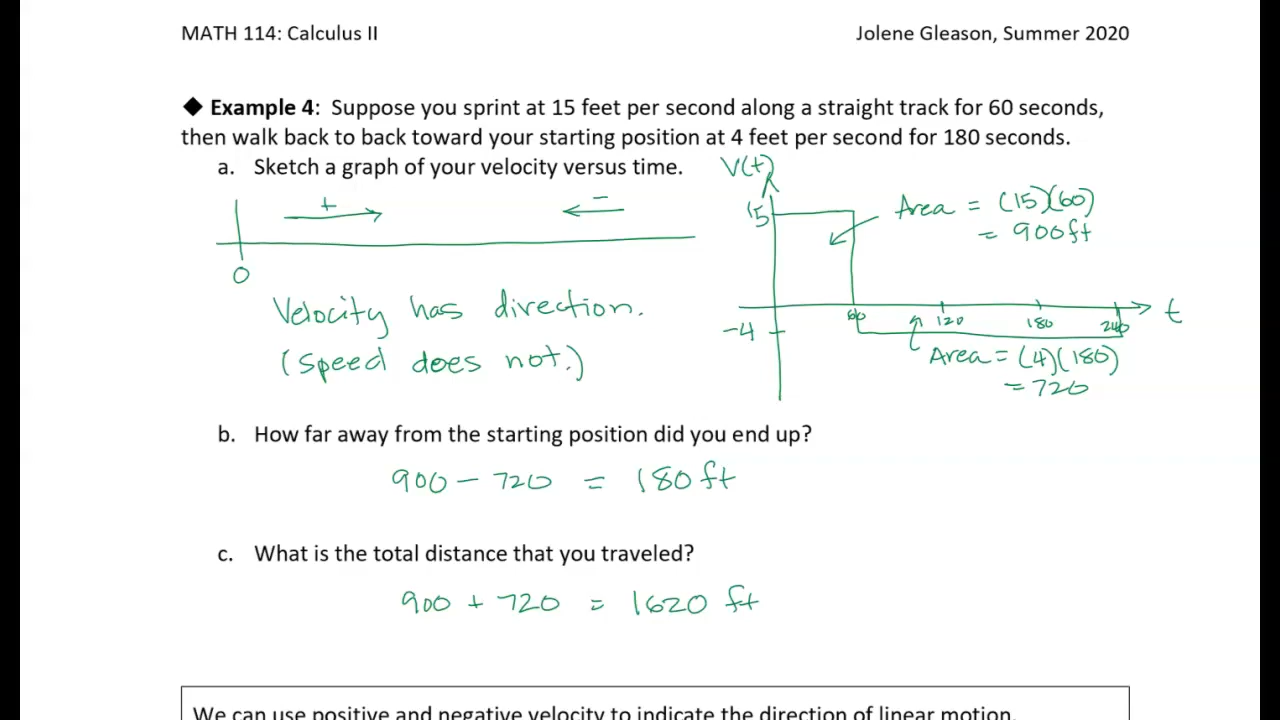 MATH 114: Calculus II
Jolene Gleason, Summer 2020
◆ Example 4: Suppose you sprint at 15 feet per second along a straight track for 60 seconds,
then walk back to back toward your starting position at 4 feet per second for 180 seconds.
a. Sketch a graph of your velocity versus time.
V(t)
+
−
15
Area = (15)(60)
= 900ft
0
Velocity has direction.
(Speed does not.)
60
120
180
240
t
-4
Area = (4)(180)
= 720
b. How far away from the starting position did you end up?
900 - 720 = 180 ft
c. What is the total distance that you traveled?
900 + 720 = 1620 ft
We can use positive and negative velocity to indicate the direction of linear motion.